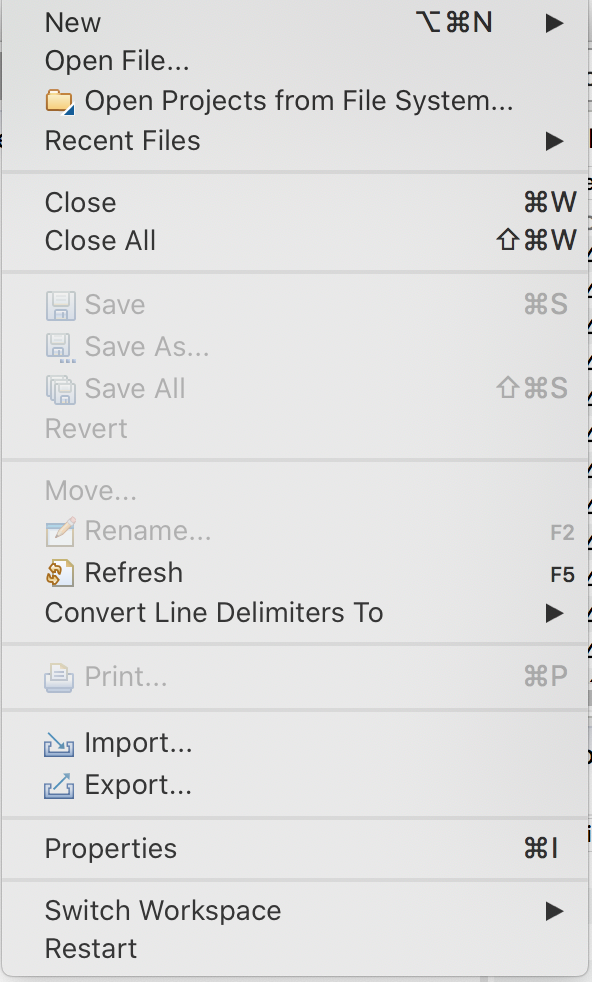 New ⌥⌘N ▶
Open File...
Open Projects from File System...
Recent Files ▶
Close ⌘W
Close All ⇧⌘W
Save ⌘S
Save As...
Save All ⇧⌘S
Revert
Move...
Rename... F2
Refresh F5
Convert Line Delimiters To ▶
Print... ⌘P
Import...
Export...
Properties ⌘I
Switch Workspace ▶
Restart